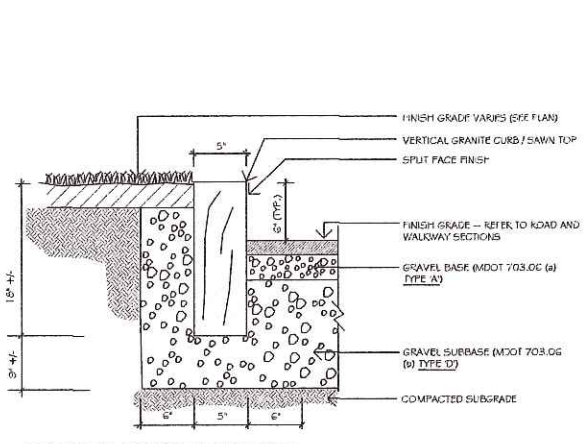 FINISH GRADE VARIES (SEE PLAN)
5"
VERTICAL GRANITE CURB / SAWN TOP
SPLIT FACE FINISH
6" (TYP.)
FINISH GRADE — REFER TO ROAD AND
WALKWAY SECTIONS
GRAVEL BASE (MDOT 703.06 (a)
TYPE 'A')
18" +/-
GRAVEL SUBBASE (MDOT 703.06
(b) TYPE 'D')
9" +/-
COMPACTED SUBGRADE
6" 5" 6"